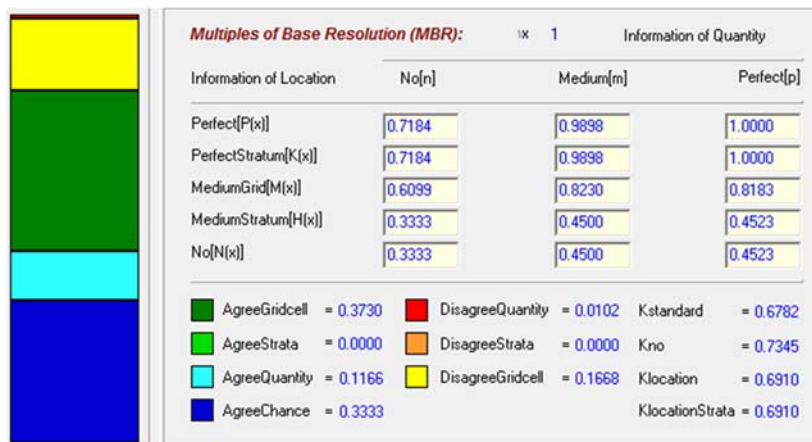 Multiples of Base Resolution (MBR): 1x 1 Information of Quantity
Information of Location No[n] Medium[m] Perfect[p]
Perfect[P(x)] 0.7184 0.9898 1.0000
PerfectStratum[K(x)] 0.7184 0.9898 1.0000
MediumGrid[M(x)] 0.6099 0.8230 0.8183
MediumStratum[H(x)] 0.3333 0.4500 0.4523
No[N(x)] 0.3333 0.4500 0.4523
AgreeGridcell = 0.3730 DisagreeQuantity = 0.0102 Kstandard = 0.6782
AgreeStrata = 0.0000 DisagreeStrata = 0.0000 Kno = 0.7345
AgreeQuantity = 0.1166 DisagreeGridcell = 0.1668 Klocation = 0.6910
AgreeChance = 0.3333 KlocationStrata = 0.6910